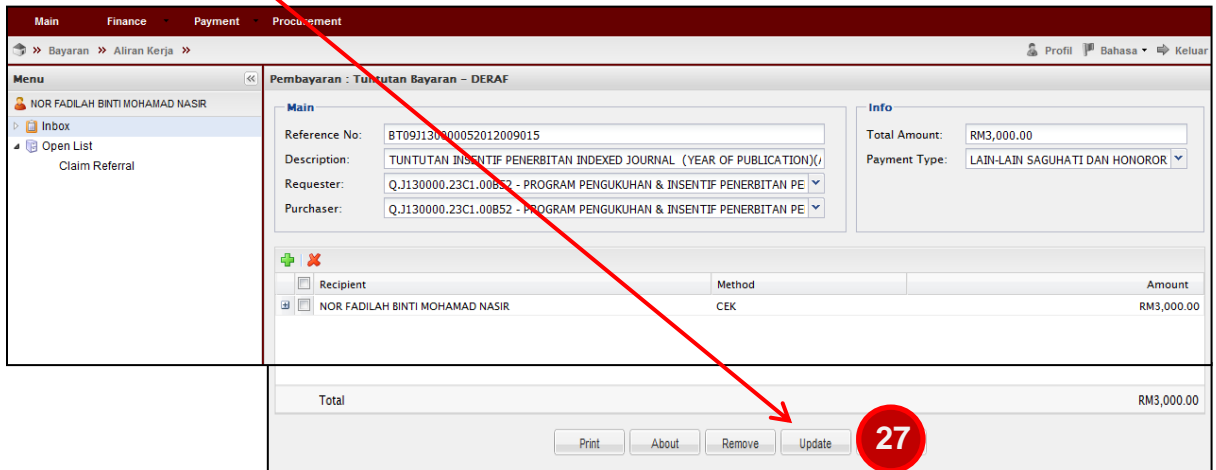 Main Finance Payment Procurement
» Bayaran » Aliran Kerja » Profil Bahasa Keluar
Menu « Pembayaran : Tuntutan Bayaran - DERAF
NOR FADILAH BINTI MOHAMAD NASIR
Inbox
Open List
Claim Referral
Main
Reference No: BT09J130000052012009015
Description: TUNTUTAN INSENTIF PENERBITAN INDEXED JOURNAL (YEAR OF PUBLICATION)(
Requester: Q.J130000.23C1.00B52 - PROGRAM PENGUKUHAN & INSENTIF PENERBITAN PE
Purchaser: Q.J130000.23C1.00B52 - PROGRAM PENGUKUHAN & INSENTIF PENERBITAN PE
Info
Total Amount: RM3,000.00
Payment Type: LAIN-LAIN SAGUHATI DAN HONOROR
Recipient Method Amount
NOR FADILAH BINTI MOHAMAD NASIR CEK RM3,000.00
Total RM3,000.00
Print About Remove Update 27